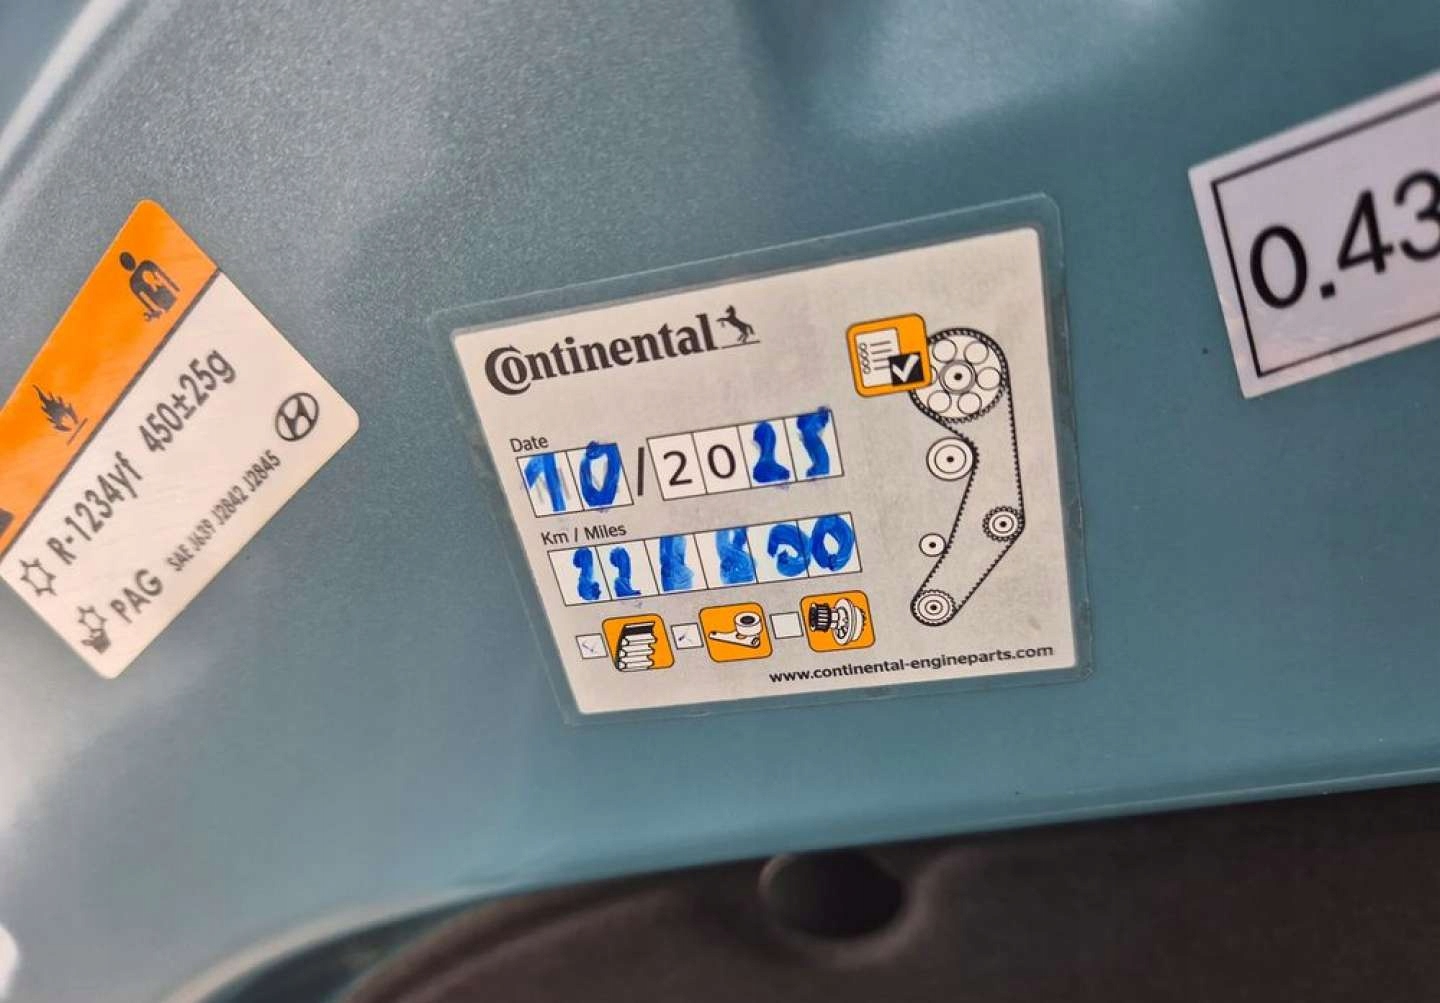 R-1234yf 450±25g
PAG SAE J639 J2842 J2845
Continental
Date
10/2025
Km / Miles
www.continental-engineparts.com
0.43